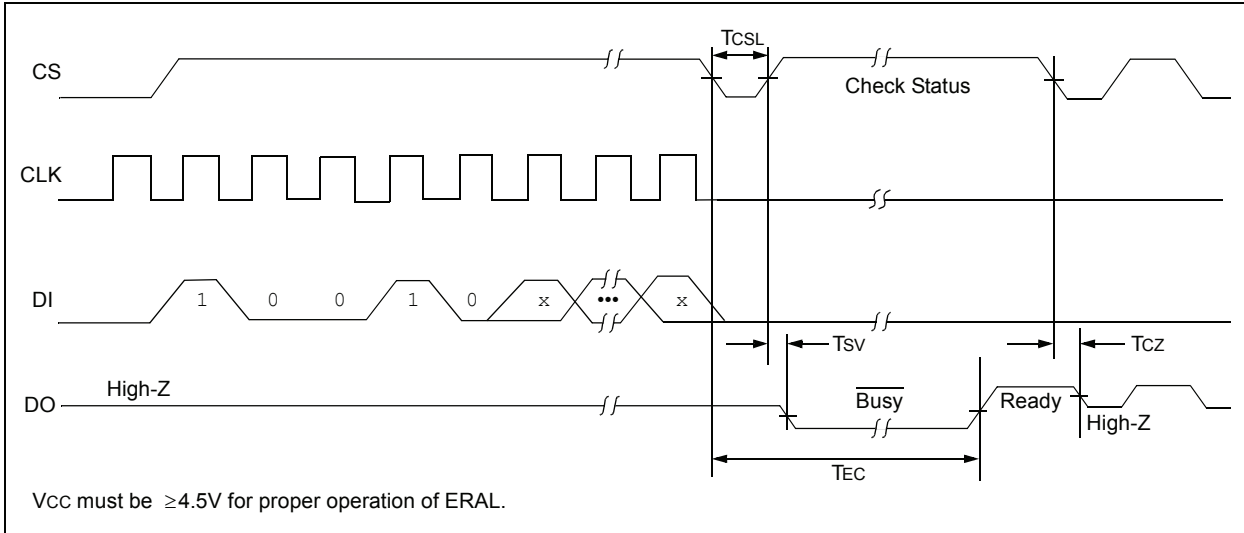 TCSL
CS
Check Status
CLK
DI
1 0 0 1 0 x ••• x
TSV
TCZ
High-Z
DO
Busy
Ready
High-Z
TEC
VCC must be ≥4.5V for proper operation of ERAL.